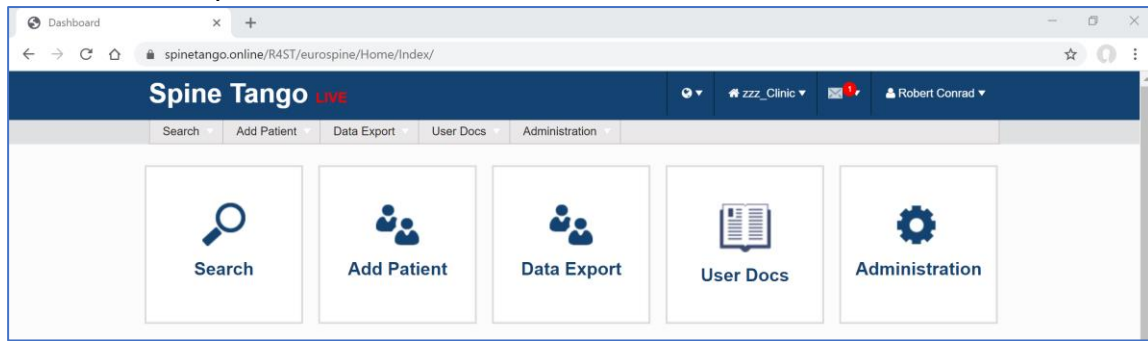 Dashboard
spinetango.online/R4ST/eurospine/Home/Index/
Spine Tango LIVE
zzz_Clinic
1
Robert Conrad
Search Add Patient Data Export User Docs Administration
Search Add Patient Data Export User Docs Administration